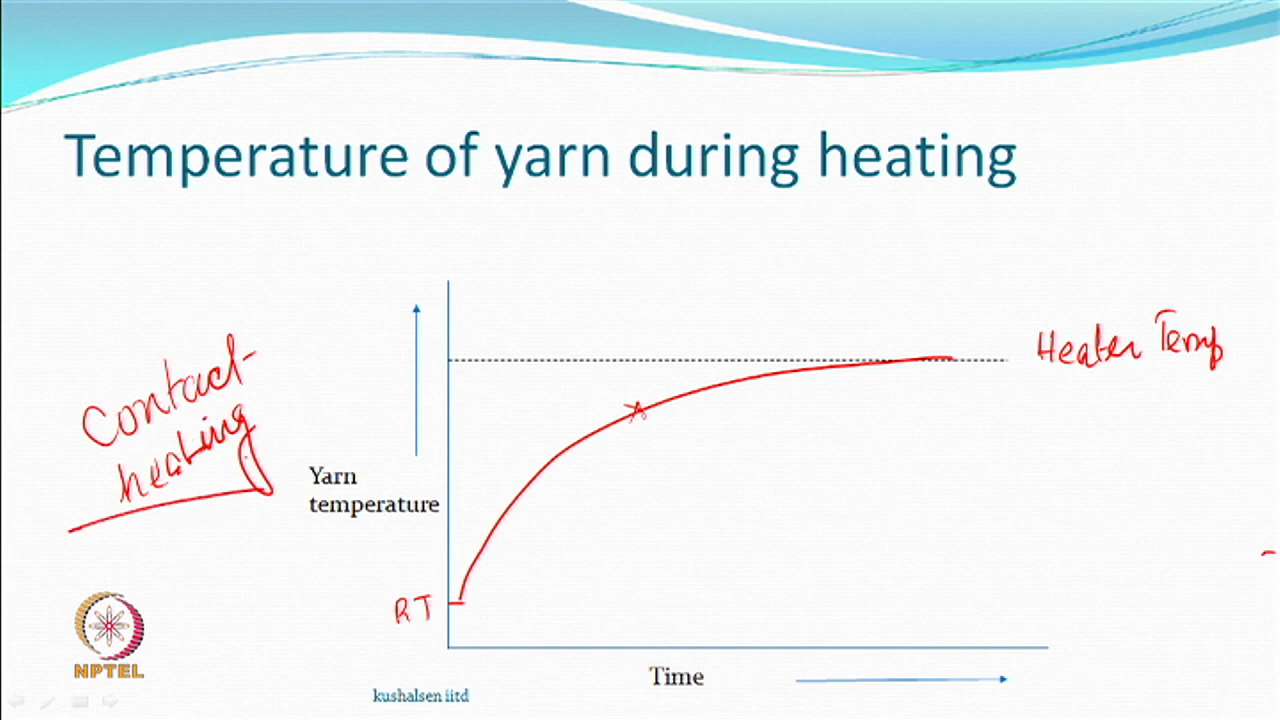 Temperature of yarn during heating
Heater Temp
Contact
heating
Yarn
temperature
RT
Time
NPTEL
kushalsen iitd